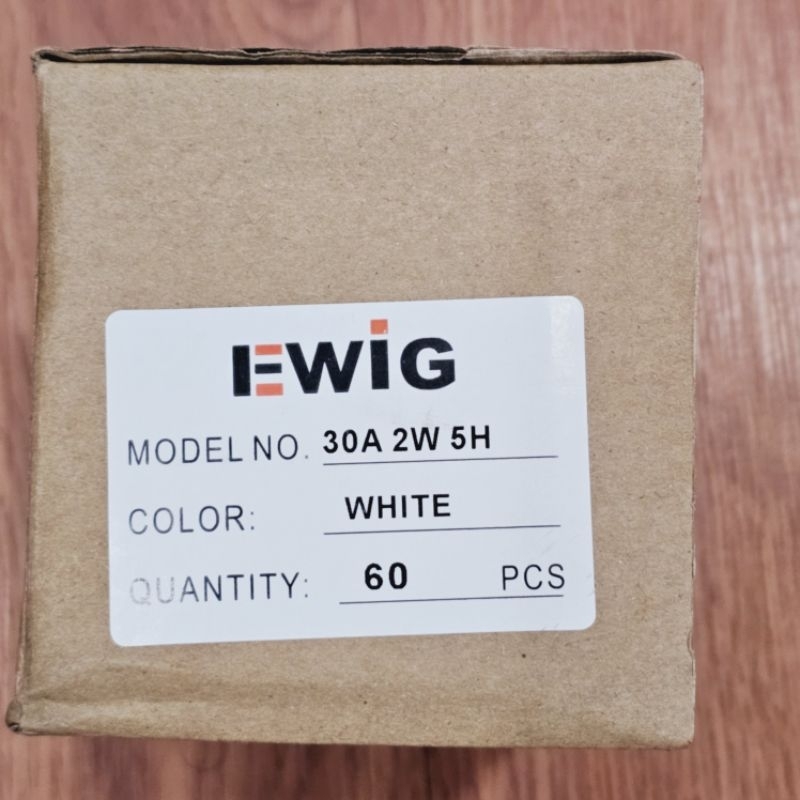 EWiG
MODEL NO. 30A 2W 5H
COLOR: WHITE
QUANTITY: 60 PCS